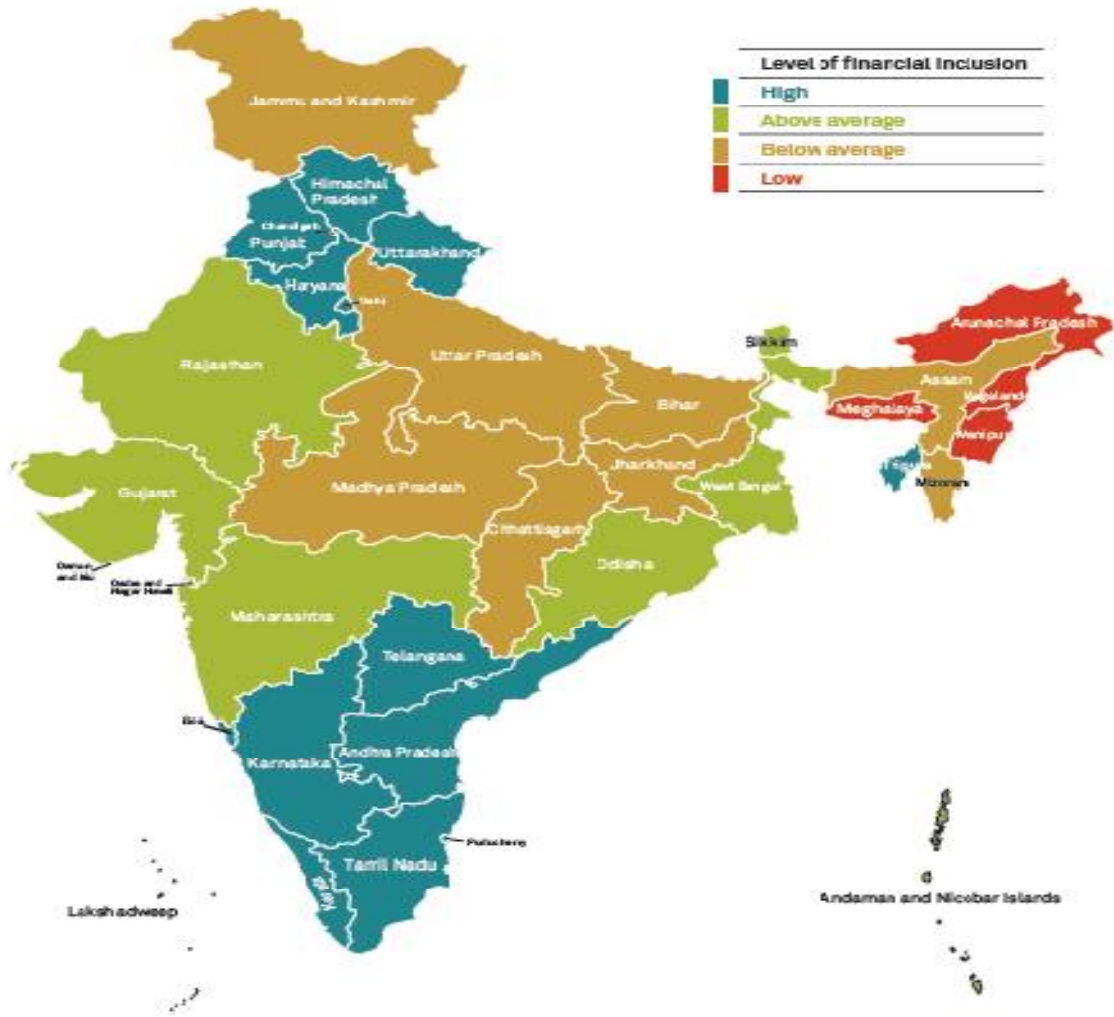 Level of financial inclusion
High
Above average
Below average
Low
Jammu and Kashmir
Himachal
Pradesh
Chandigarh
Punjab
Uttarakhand
Haryana
Delhi
Rajasthan
Uttar Pradesh
Sikkim
Arunachal Pradesh
Assam
Nagaland
Bihar
Meghalaya
Manipur
Jharkhand
Tripura
Mizoram
Gujarat
Madhya Pradesh
West Bengal
Chhattisgarh
Odisha
Daman
and Diu
Dadra and
Nagar Haveli
Maharashtra
Telangana
Goa
Karnataka
Andhra Pradesh
Puducherry
Tamil Nadu
Kerala
Lakshadweep
Andaman and Nicobar Islands